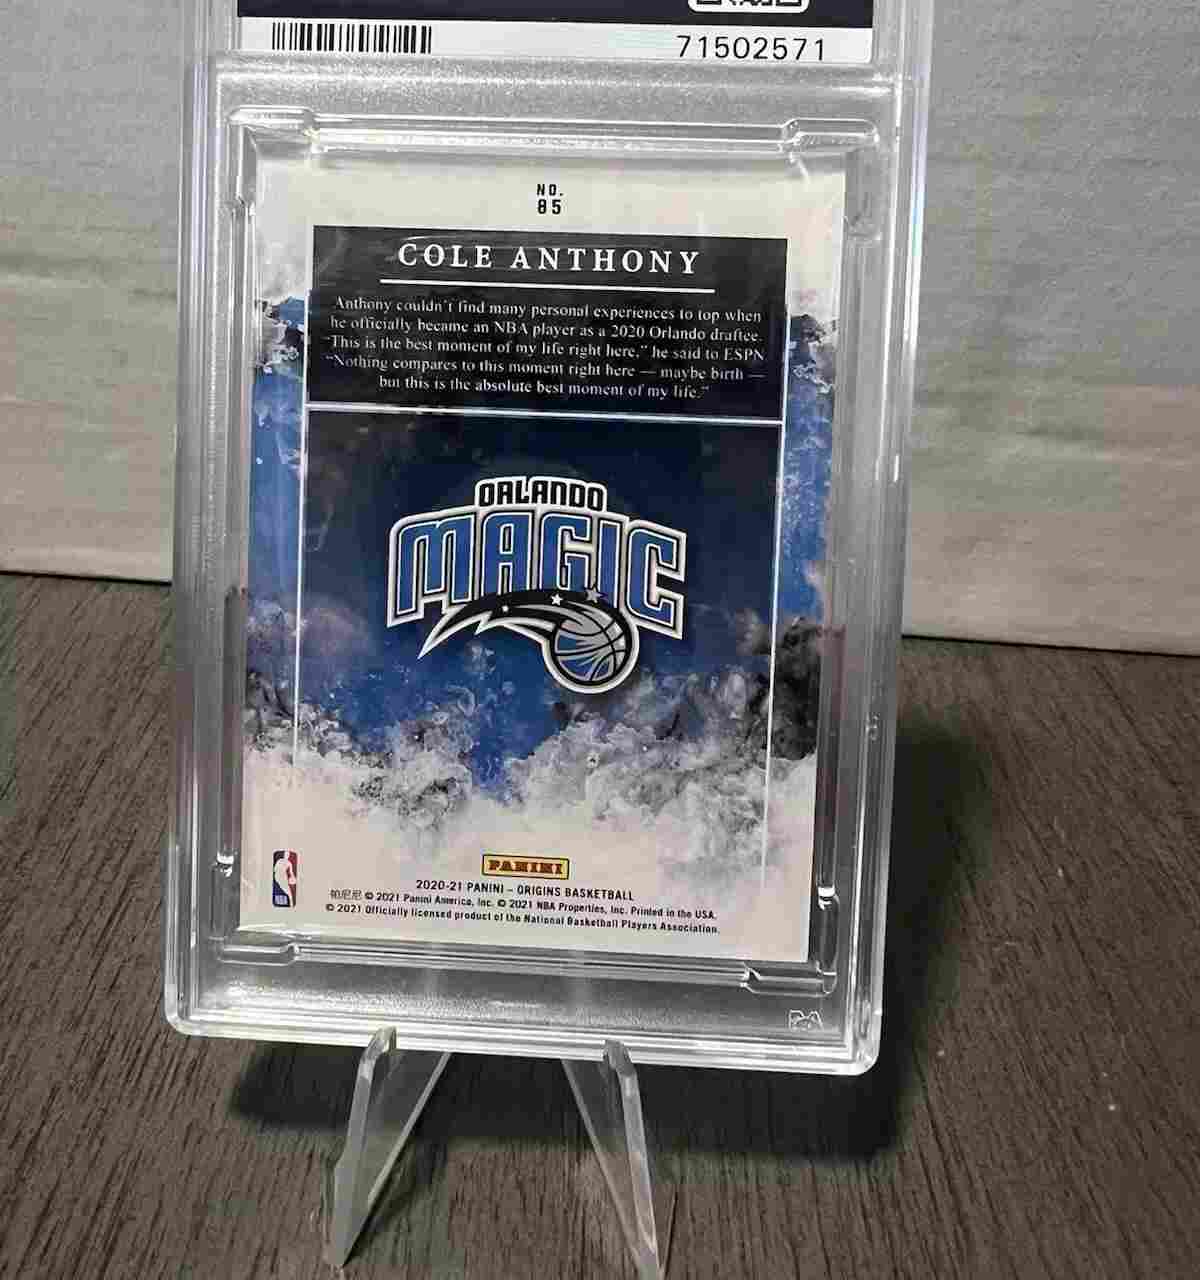 71502571
NO.
85
COLE ANTHONY
Anthony couldn't find many personal experiences to top when
he officially became an NBA player as a 2020 Orlando draftee.
"This is the best moment of my life right here," he said to ESPN.
"Nothing compares to this moment right here — maybe birth —
but this is the absolute best moment of my life."
ORLANDO
MAGIC
PANINI
NBA
2020-21 PANINI – ORIGINS BASKETBALL
帕尼尼 © 2021 Panini America, Inc. © 2021 NBA Properties, Inc. Printed in the USA.
© 2021 Officially licensed product of the National Basketball Players Association.